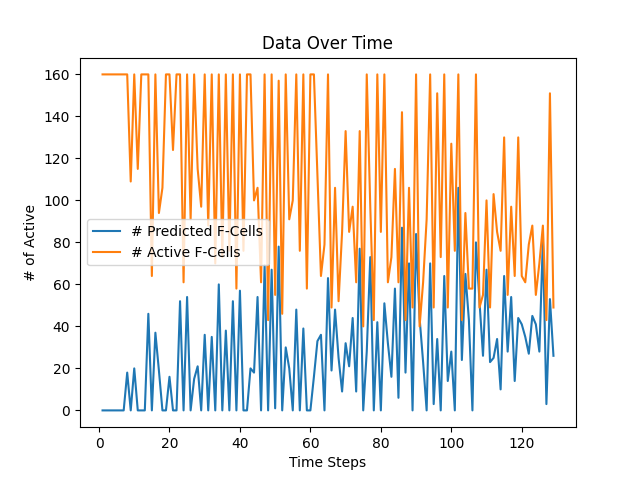 Data Over Time
# of Active
160
140
120
100
80
60
40
20
0
# Predicted F-Cells
# Active F-Cells
0 20 40 60 80 100 120
Time Steps